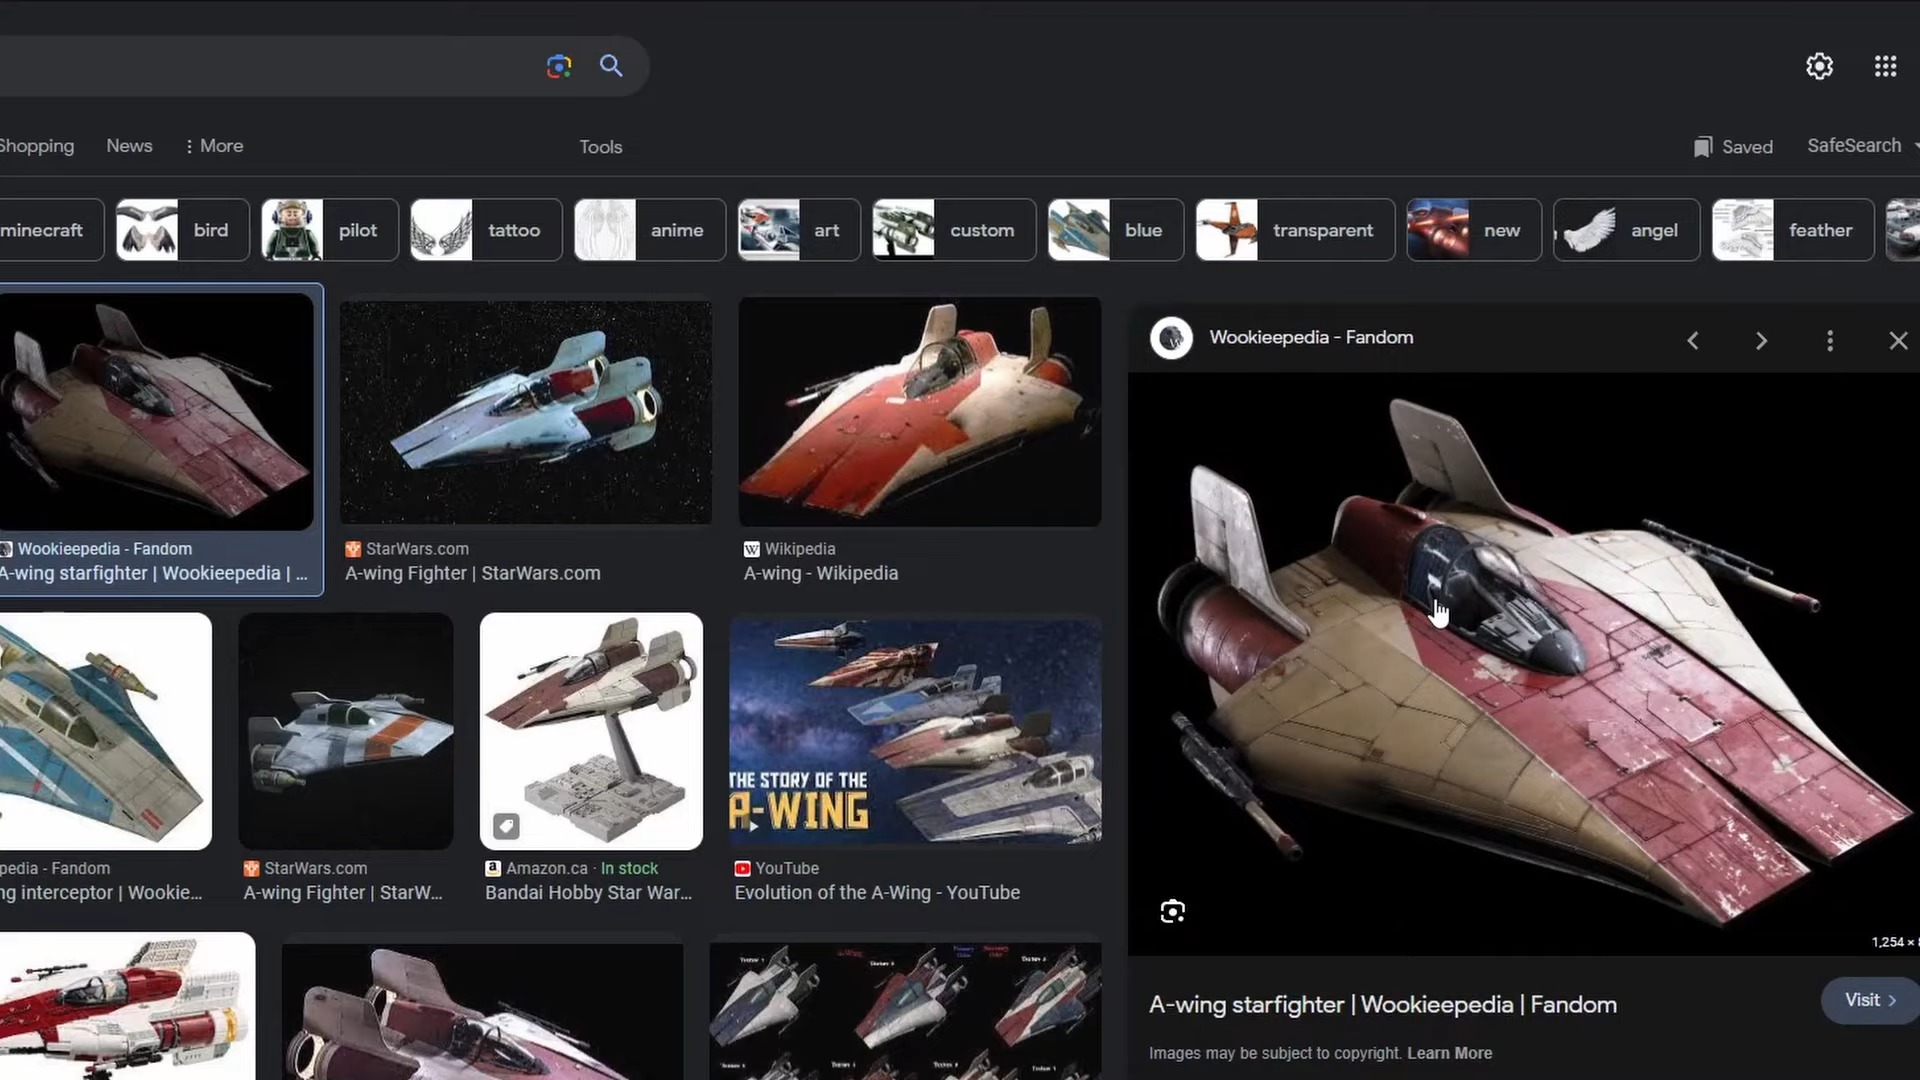 Shopping
News
More
Tools
Saved
SafeSearch
minecraft
bird
pilot
tattoo
anime
art
custom
blue
transparent
new
angel
feather
Wookieepedia - Fandom
Wookieepedia - Fandom
A-wing starfighter | Wookieepedia | ...
StarWars.com
A-wing Fighter | StarWars.com
W Wikipedia
A-wing - Wikipedia
THE STORY OF THE
A-WING
pedia - Fandom
ng interceptor | Wookie...
StarWars.com
A-wing Fighter | StarW...
Amazon.ca · In stock
Bandai Hobby Star War...
YouTube
Evolution of the A-Wing - YouTube
1,254 ×
A-wing starfighter | Wookieepedia | Fandom
Visit
Images may be subject to copyright. Learn More